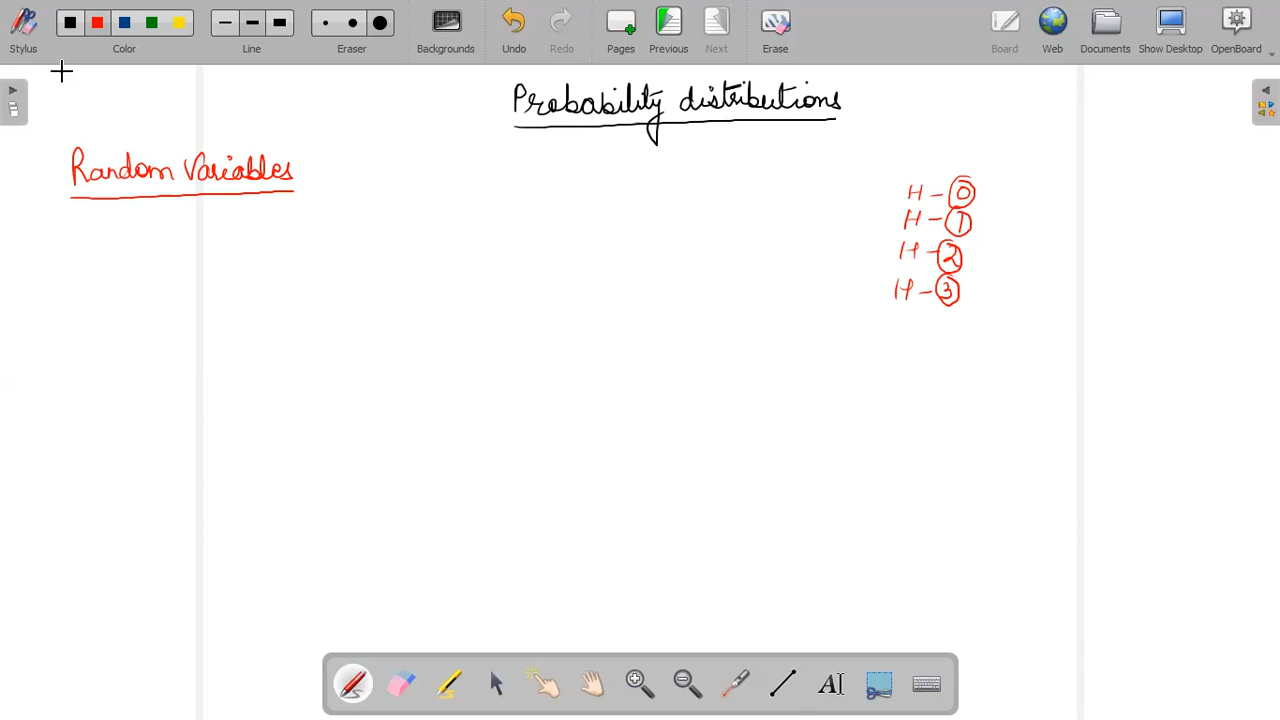 Stylus Color Line Eraser Backgrounds Undo Redo Pages Previous Next Erase Board Web Documents Show Desktop OpenBoard
Probability distributions
Random Variables
H - 0
H - 1
H - 2
H - 3
AI